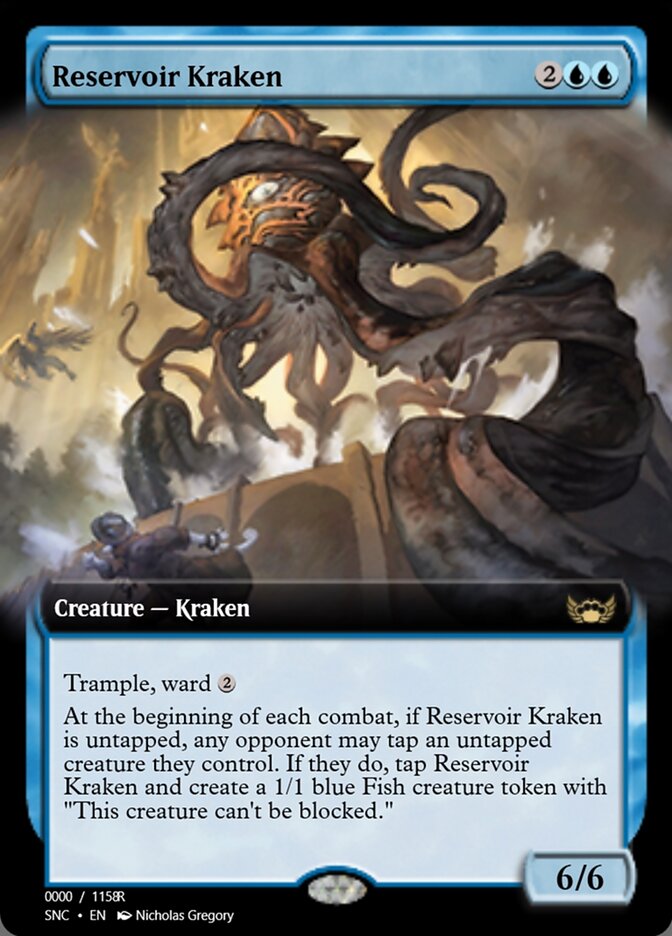 Reservoir Kraken 2
Creature — Kraken
Trample, ward 2
At the beginning of each combat, if Reservoir Kraken
is untapped, any opponent may tap an untapped
creature they control. If they do, tap Reservoir
Kraken and create a 1/1 blue Fish creature token with
"This creature can't be blocked."
6/6
0000 / 1158R
SNC • EN Nicholas Gregory